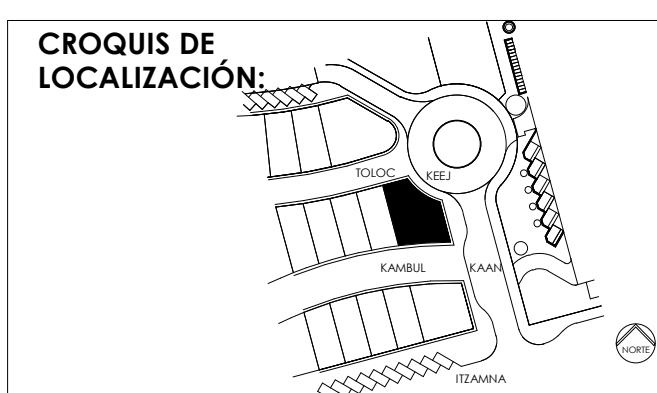 CROQUIS DE
LOCALIZACIÓN:
TOLOC
KEEJ
KAMBUL
KAAN
NORTE
ITZAMNA